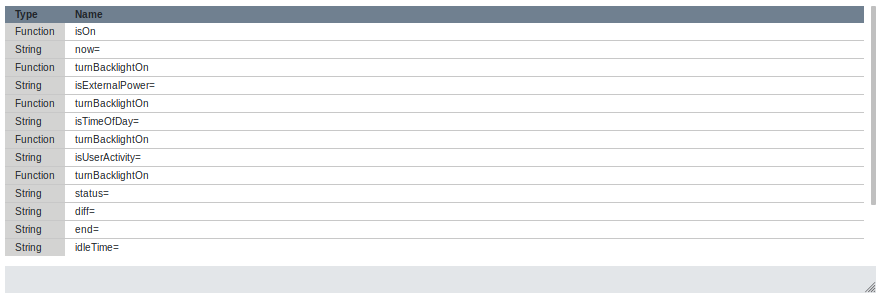 Type Name
Function isOn
String now=
Function turnBacklightOn
String isExternalPower=
Function turnBacklightOn
String isTimeOfDay=
Function turnBacklightOn
String isUserActivity=
Function turnBacklightOn
String status=
String diff=
String end=
String idleTime=